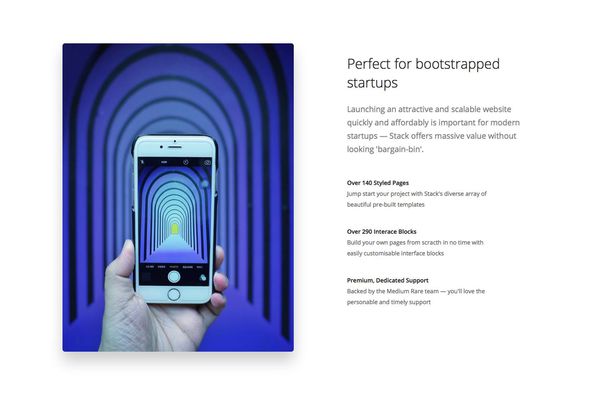 Perfect for bootstrapped
startups
Launching an attractive and scalable website
quickly and affordably is important for modern
startups — Stack offers massive value without
looking 'bargain-bin'.
Over 140 Styled Pages
Jump start your project with Stack's diverse array of
beautiful pre-built templates
Over 290 Interace Blocks
Build your own pages from scracth in no time with
easily customisable interface blocks
Premium, Dedicated Support
Backed by the Medium Rare team — you'll love the
personable and timely support